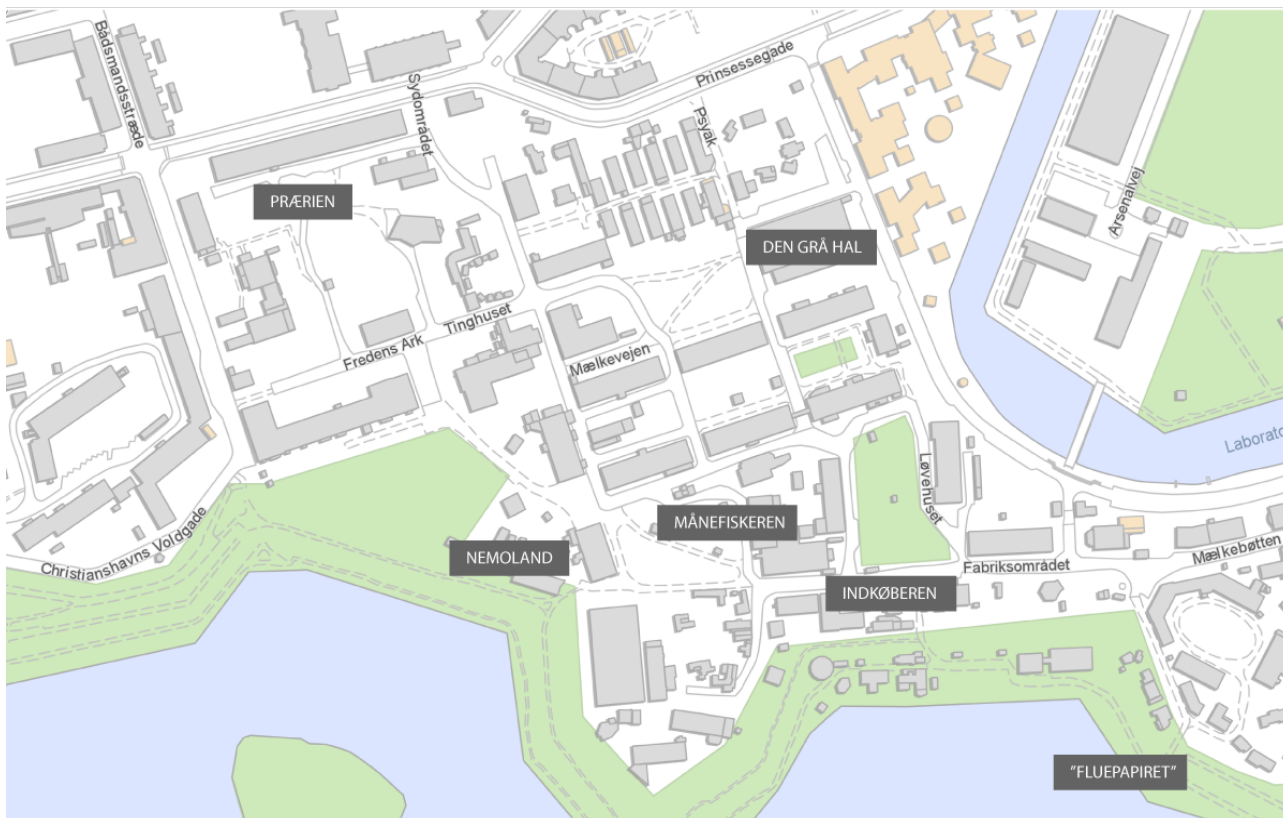 Bådsmandsstræde
Sydområdet
Prinsessegade
Psyak
Arsenalvej
PRÆRIEN
DEN GRÅ HAL
Tinghuset
Fredens Ark
Mælkevejen
Laborato
Løvehuset
MÅNEFISKEREN
NEMOLAND
Christianshavns Voldgade
Mælkebøtten
Fabriksområdet
INDKØBEREN
"FLUEPAPIRET"